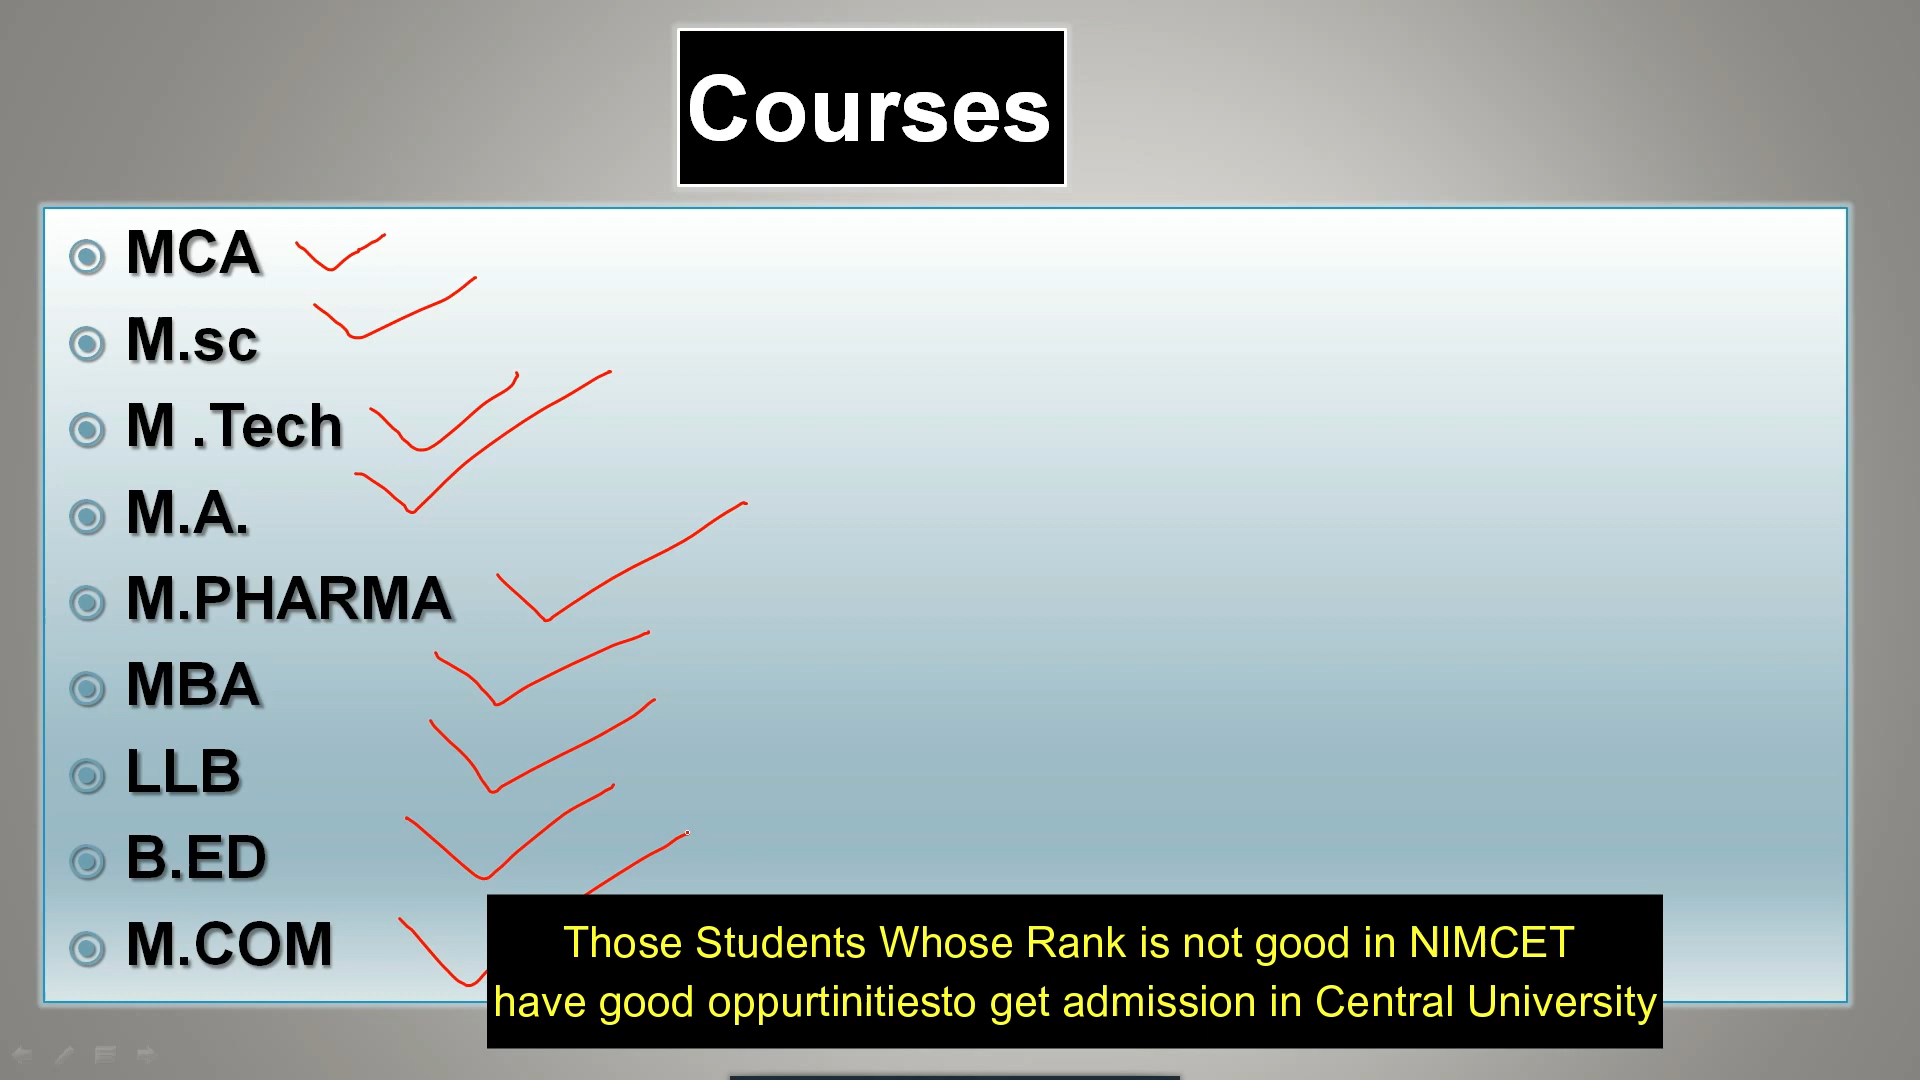 Courses
MCA
M.sc
M .Tech
M.A.
M.PHARMA
MBA
LLB
B.ED
M.COM
Those Students Whose Rank is not good in NIMCET
have good oppurtinitiesto get admission in Central University